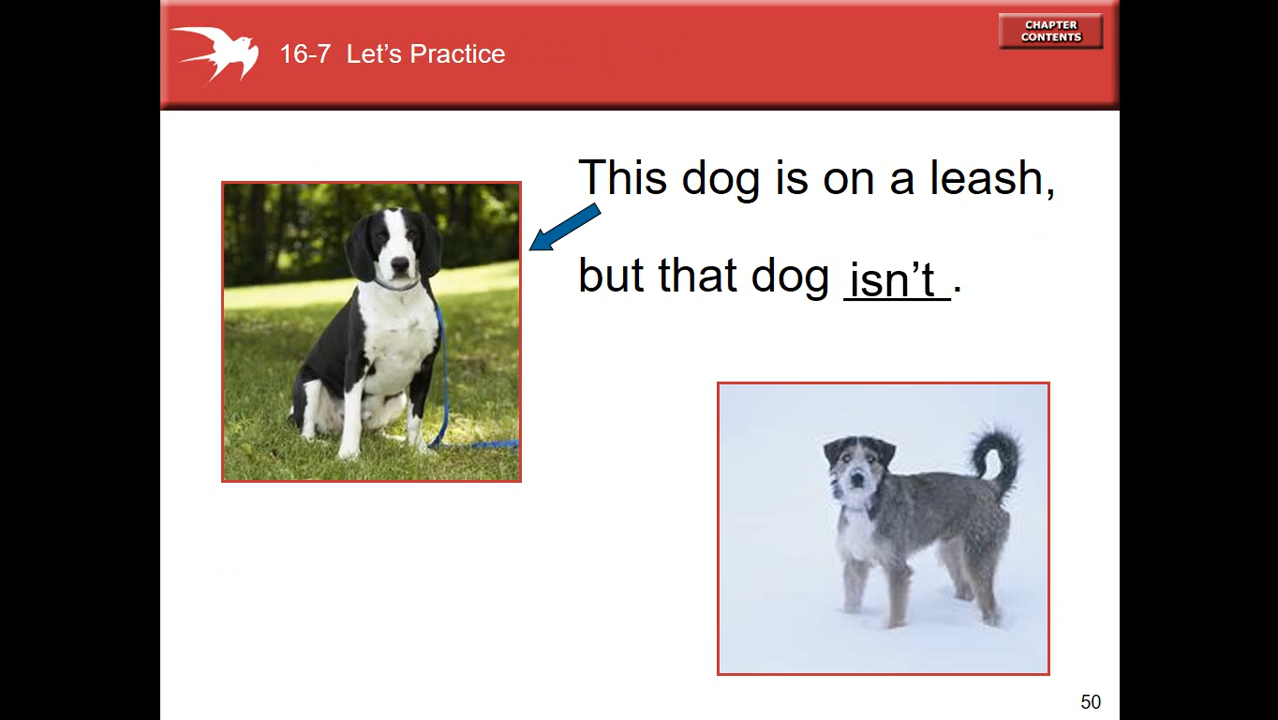 16-7 Let’s Practice
CHAPTER
CONTENTS
This dog is on a leash,
but that dog isn’t.
50